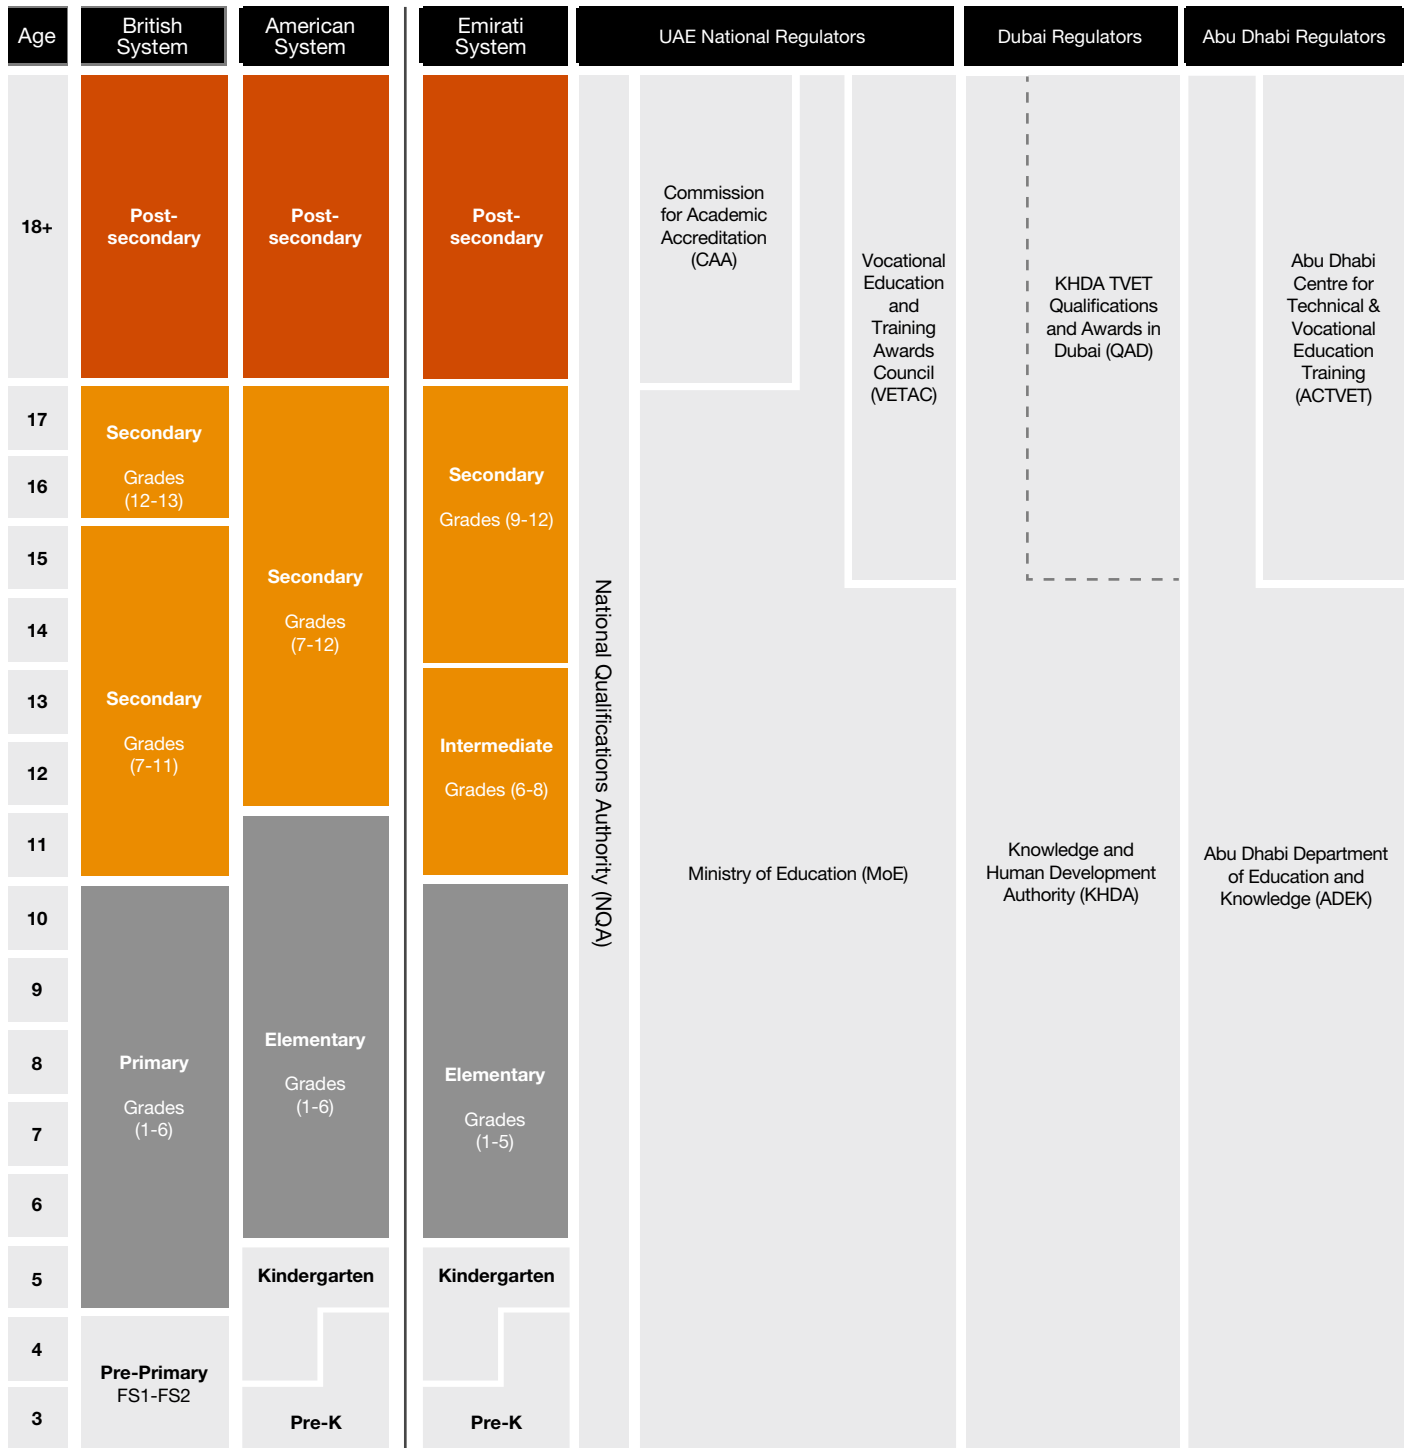 Age
British
System
American
System
Emirati
System
UAE National Regulators
Dubai Regulators
Abu Dhabi Regulators
18+
17
16
15
14
13
12
11
10
9
8
7
6
5
4
3
Post-
secondary
Secondary
Grades
(12-13)
Secondary
Grades
(7-11)
Primary
Grades
(1-6)
Pre-Primary
FS1-FS2
Post-
secondary
Secondary
Grades
(7-12)
Elementary
Grades
(1-6)
Kindergarten
Pre-K
Post-
secondary
Secondary
Grades (9-12)
Intermediate
Grades (6-8)
Elementary
Grades
(1-5)
Kindergarten
Pre-K
National Qualifications Authority (NQA)
Commission
for Academic
Accreditation
(CAA)
Vocational
Education
and
Training
Awards
Council
(VETAC)
Ministry of Education (MoE)
KHDA TVET
Qualifications
and Awards in
Dubai (QAD)
Knowledge and
Human Development
Authority (KHDA)
Abu Dhabi
Centre for
Technical &
Vocational
Education
Training
(ACTVET)
Abu Dhabi Department
of Education and
Knowledge (ADEK)